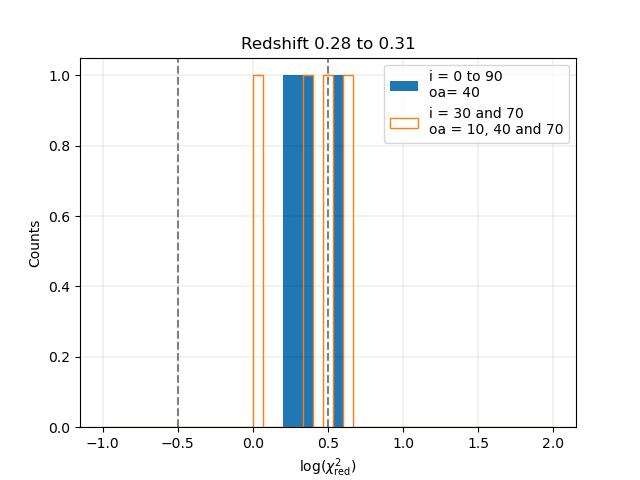 Redshift 0.28 to 0.31
i = 0 to 90
oa= 40
i = 30 and 70
oa = 10, 40 and 70
Counts
1.0
0.8
0.6
0.4
0.2
0.0
−1.0 −0.5 0.0 0.5 1.0 1.5 2.0
log(χ²red)